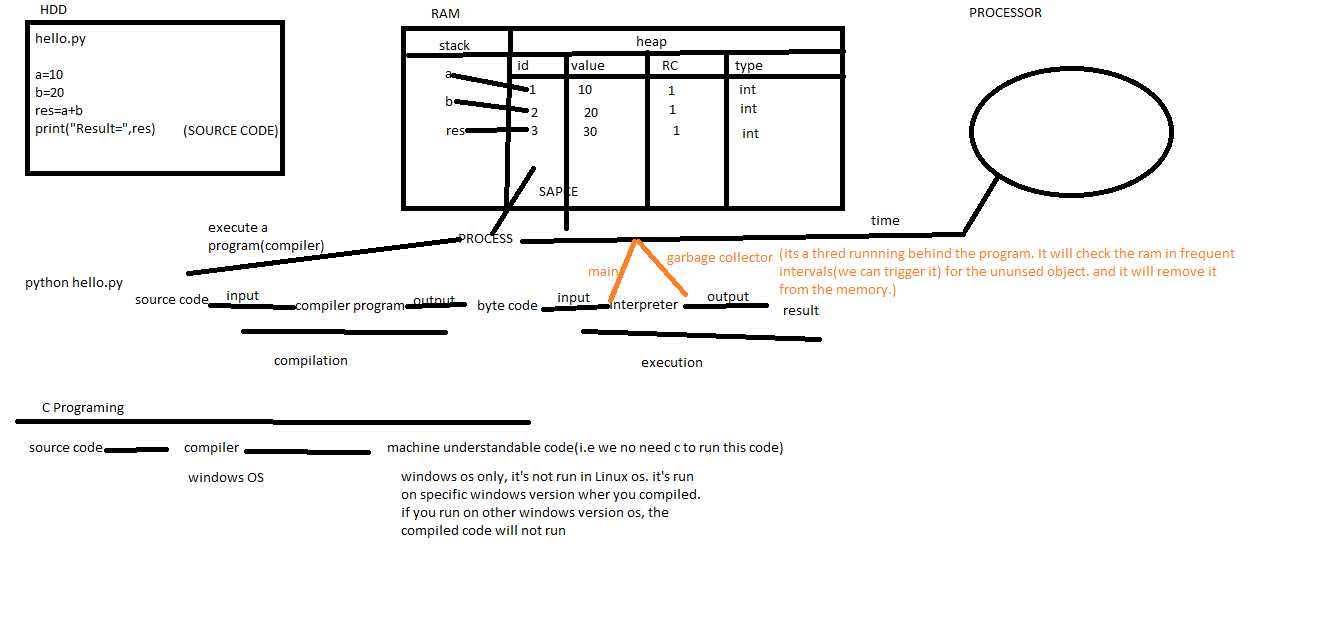 HDD
RAM
PROCESSOR
hello.py
a=10
b=20
res=a+b
print("Result=",res)
(SOURCE CODE)
stack
heap
id
value
RC
type
a
1
10
1
int
b
2
20
1
int
res
3
30
1
int
SAPCE
execute a
program(compiler)
PROCESS
time
python hello.py
main
garbage collector
(its a thred runnning behind the program. It will check the ram in frequent
intervals(we can trigger it) for the ununsed object. and it will remove it
from the memory.)
source code
input
compiler program
output
byte code
input
interpreter
output
result
compilation
execution
C Programing
source code
compiler
machine understandable code(i.e we no need c to run this code)
windows OS
windows os only, it's not run in Linux os. it's run
on specific windows version wher you compiled.
if you run on other windows version os, the
compiled code will not run